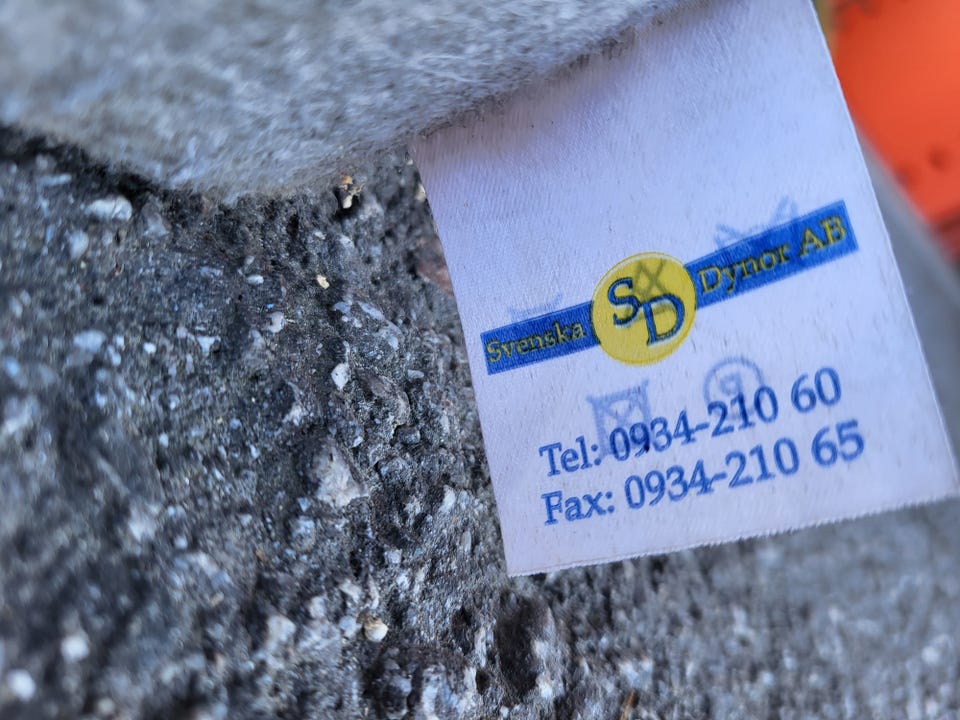 Svenska SD Dynor AB
Tel: 0934-210 60
Fax: 0934-210 65